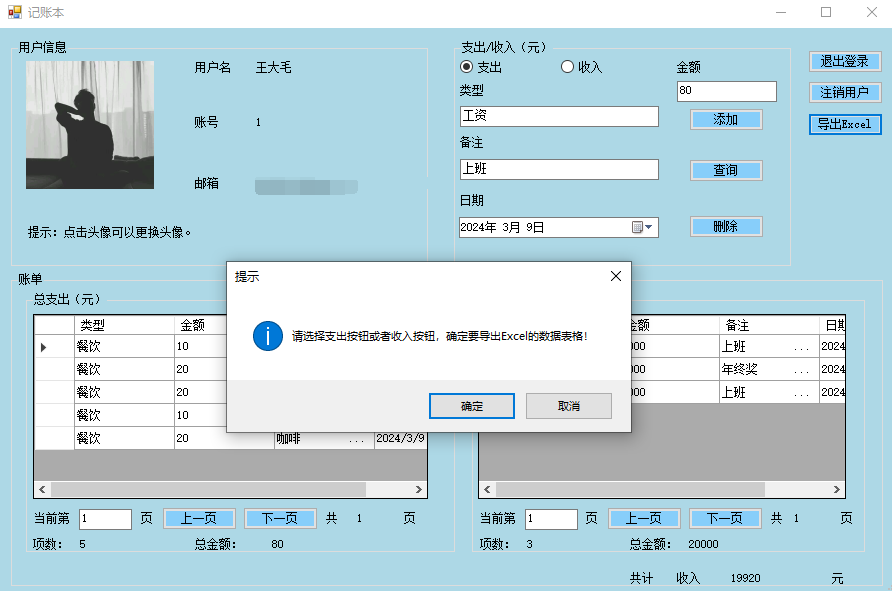 记账本
用户信息
用户名 王大毛
账号 1
邮箱
提示：点击头像可以更换头像。
支出/收入（元）
支出 收入
金额
80
类型
工资
添加
备注
上班
查询
日期
2024年 3月 9日
删除
退出登录
注销用户
导出Excel
账单
总支出（元）
类型 金额
餐饮 10
餐饮 20
餐饮 20
餐饮 10
餐饮 20 咖啡 ... 2024/3/9
当前第 1 页 上一页 下一页 共 1 页
项数： 5 总金额： 80
提示
请选择支出按钮或者收入按钮，确定要导出Excel的数据表格！
确定 取消
金额 备注 日期
00 上班 ... 2024
00 年终奖 ... 2024
00 上班 ... 2024
当前第 1 页 上一页 下一页 共 1 页
项数： 3 总金额： 20000
共计 收入 19920 元